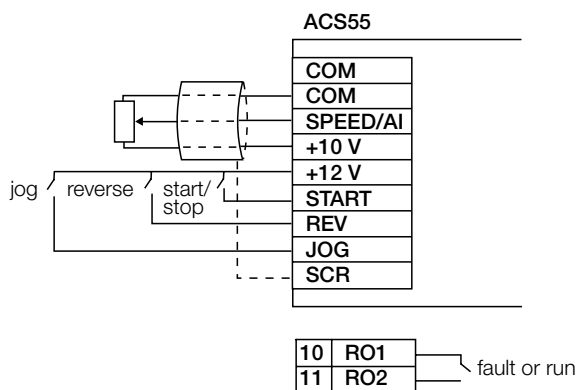 ACS55
COM
COM
SPEED/AI
+10 V
+12 V
START
REV
JOG
SCR
jog reverse start/
stop
10 RO1
11 RO2
fault or run